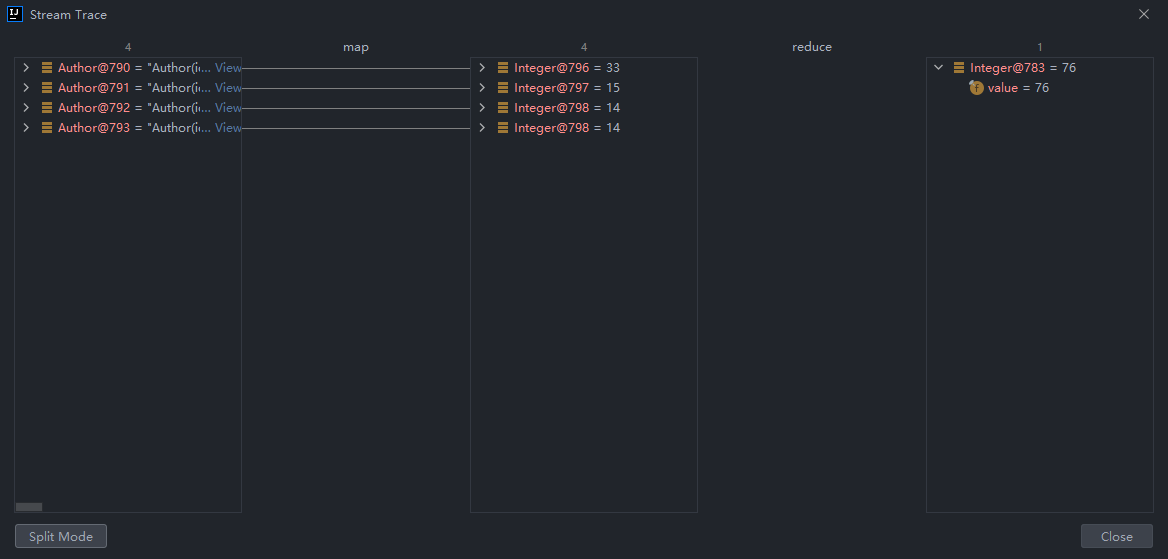 Stream Trace
4 map 4 reduce 1
Author@790 = "Author(i... View Integer@796 = 33 Integer@783 = 76
Author@791 = "Author(i... View Integer@797 = 15 value = 76
Author@792 = "Author(i... View Integer@798 = 14
Author@793 = "Author(i... View Integer@798 = 14
Split Mode Close